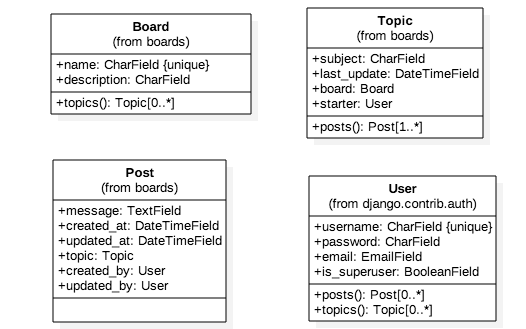 Board
(from boards)
+name: CharField {unique}
+description: CharField
+topics(): Topic[0..*]
Topic
(from boards)
+subject: CharField
+last_update: DateTimeField
+board: Board
+starter: User
+posts(): Post[1..*]
Post
(from boards)
+message: TextField
+created_at: DateTimeField
+updated_at: DateTimeField
+topic: Topic
+created_by: User
+updated_by: User
User
(from django.contrib.auth)
+username: CharField {unique}
+password: CharField
+email: EmailField
+is_superuser: BooleanField
+posts(): Post[0..*]
+topics(): Topic[0..*]